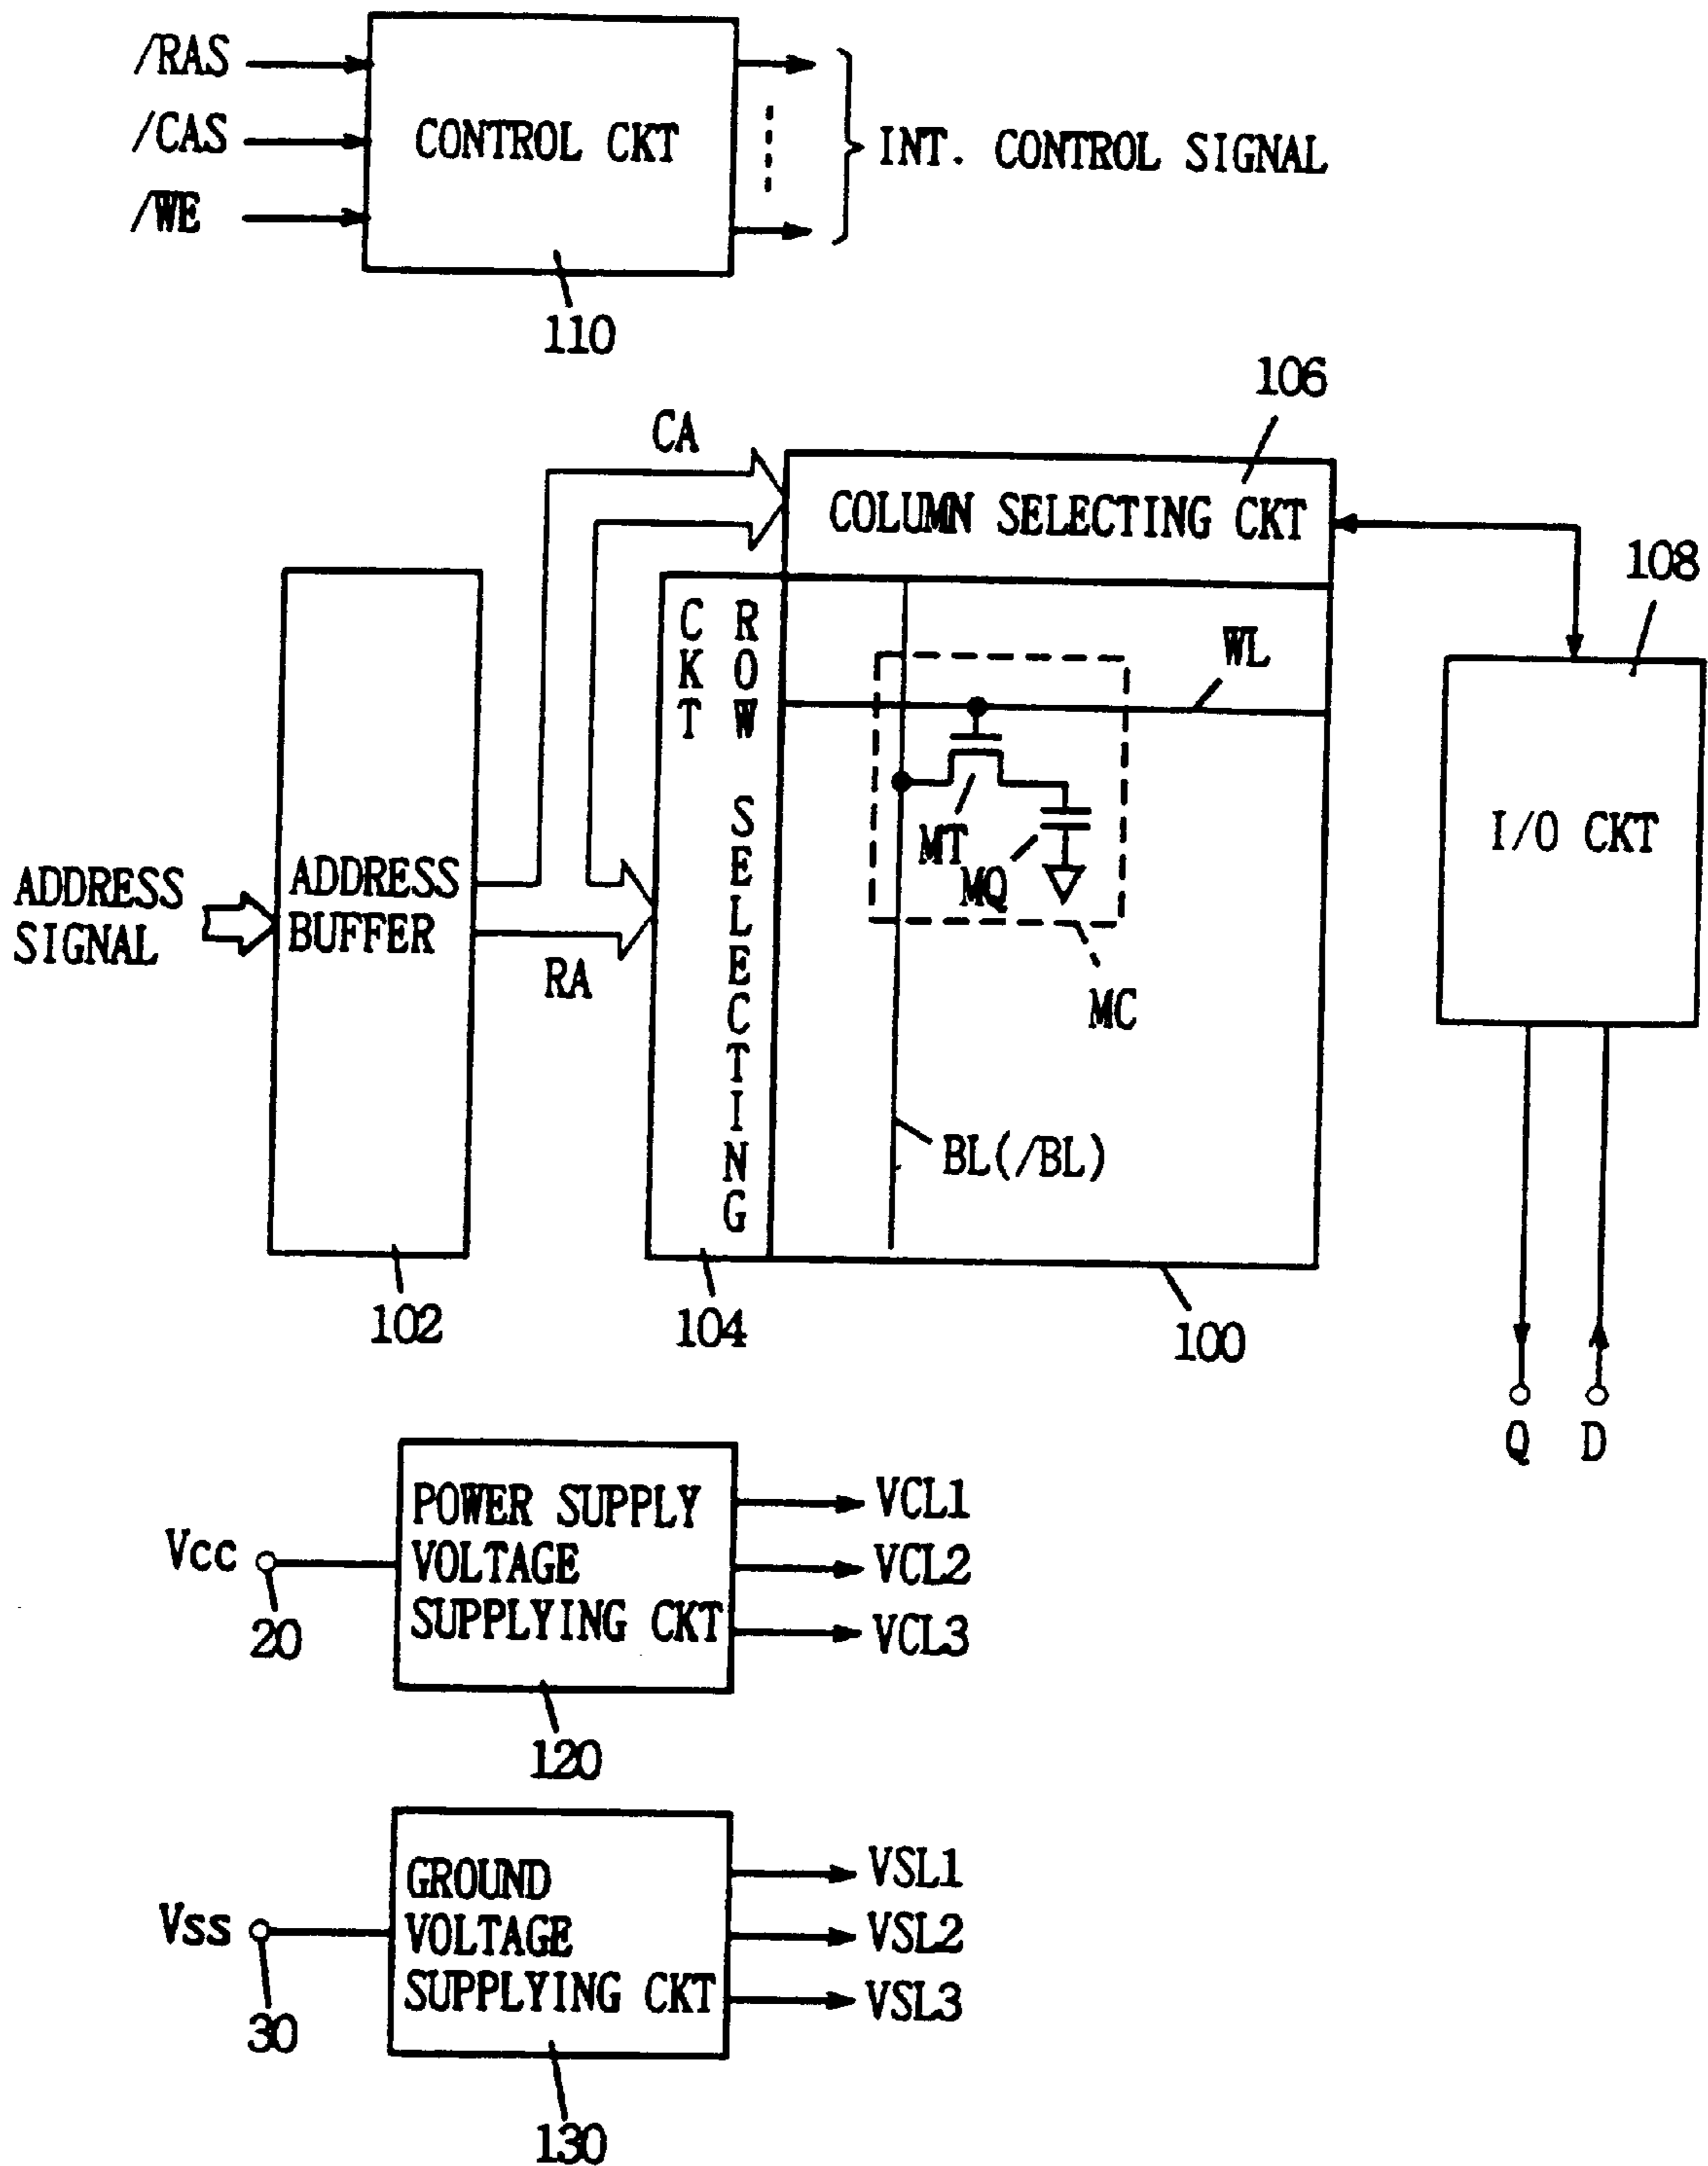 /RAS
/CAS
/WE
CONTROL CKT
INT. CONTROL SIGNAL
110
106
CA
COLUMN SELECTING CKT
108
ROW SELECTING
CKT
WL
MT
MQ
MC
I/O CKT
ADDRESS
SIGNAL
ADDRESS
BUFFER
RA
BL(/BL)
102
104
100
Q
D
POWER SUPPLY
VOLTAGE
SUPPLYING CKT
VCL1
VCL2
VCL3
Vcc
20
120
GROUND
VOLTAGE
SUPPLYING CKT
VSL1
VSL2
VSL3
Vss
30
130